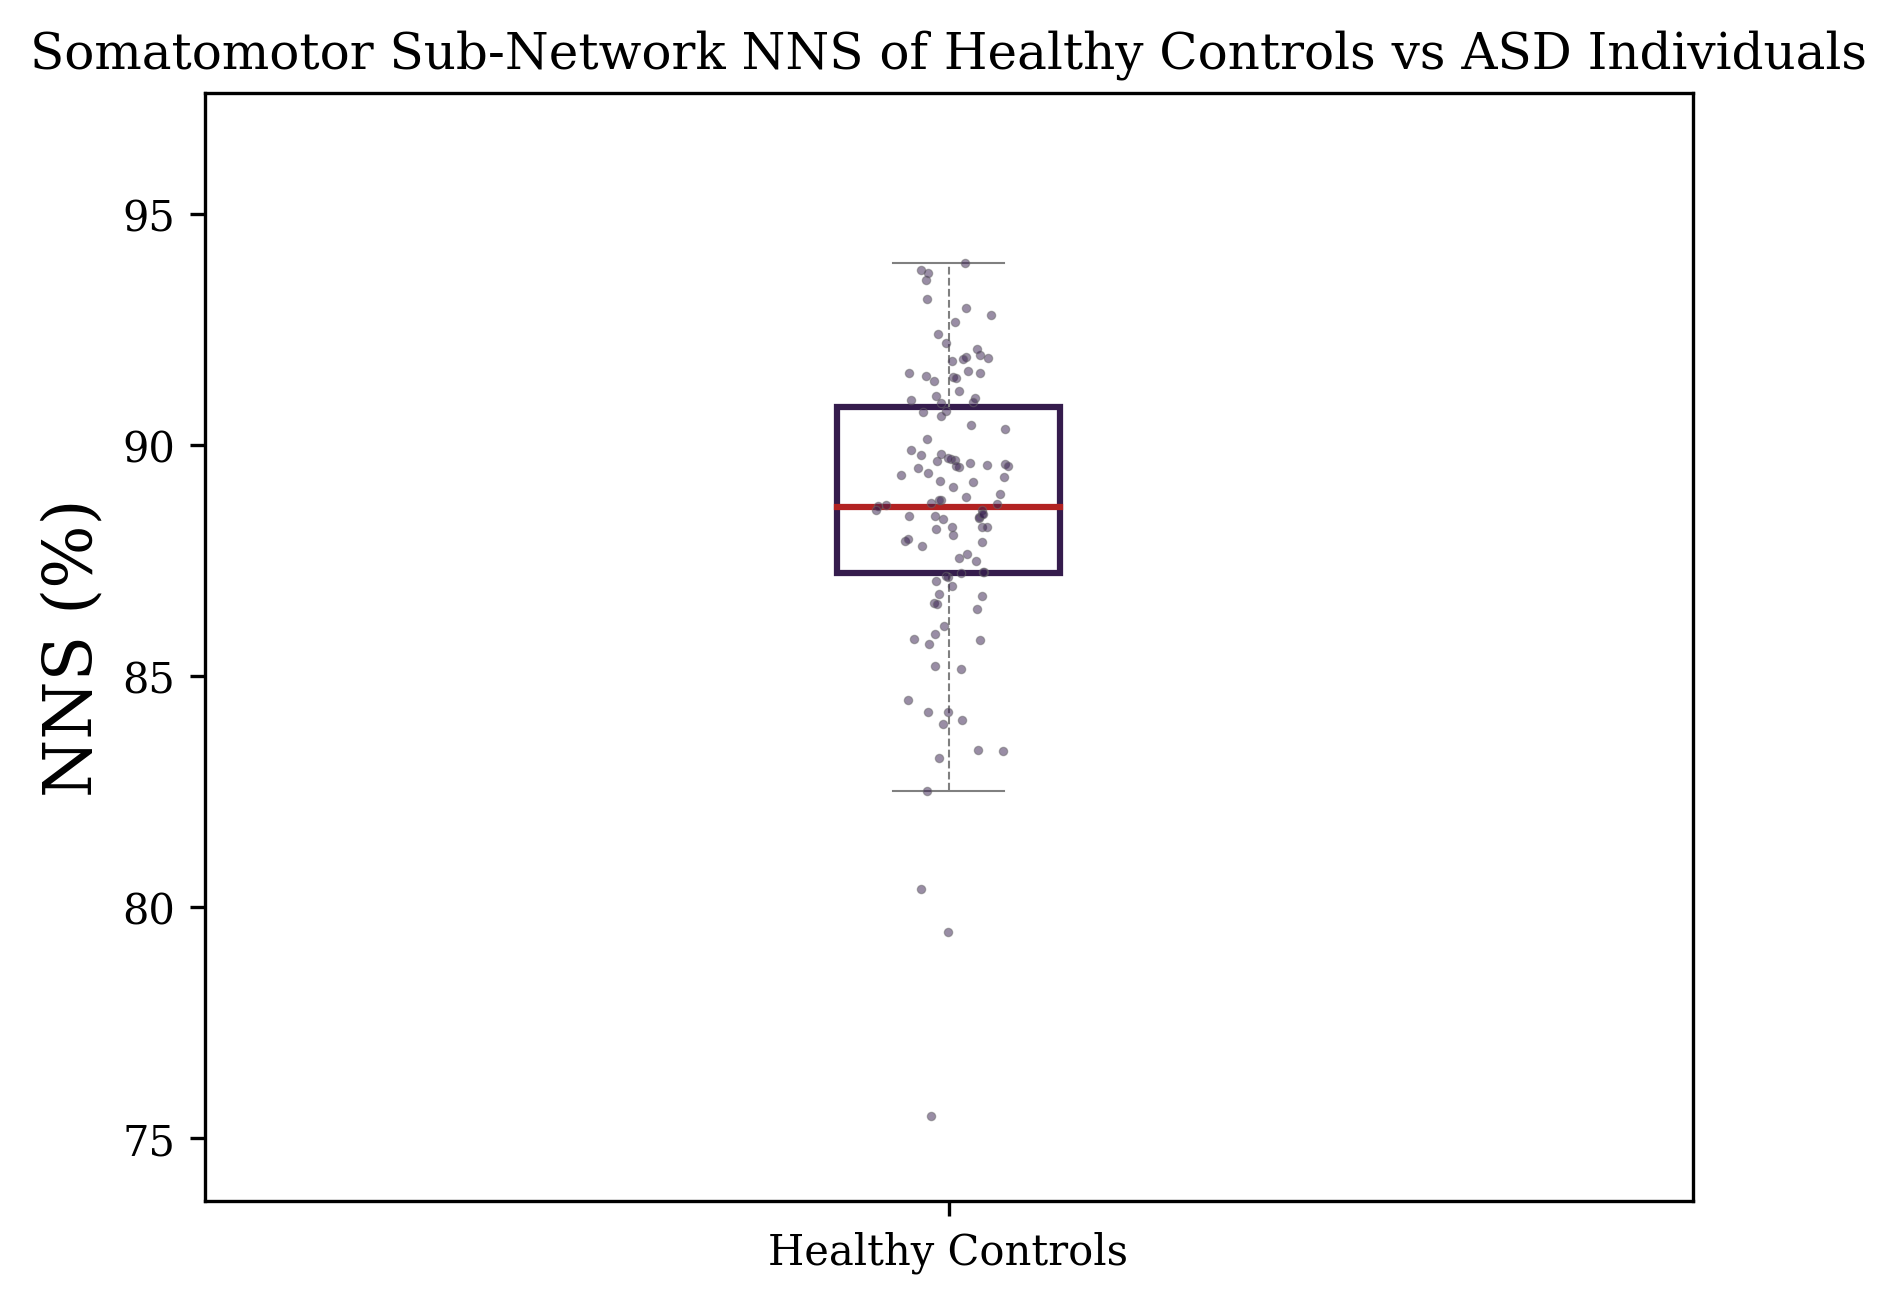 Somatomotor Sub-Network NNS of Healthy Controls vs ASD Individuals
NNS (%)
95
90
85
80
75
Healthy Controls